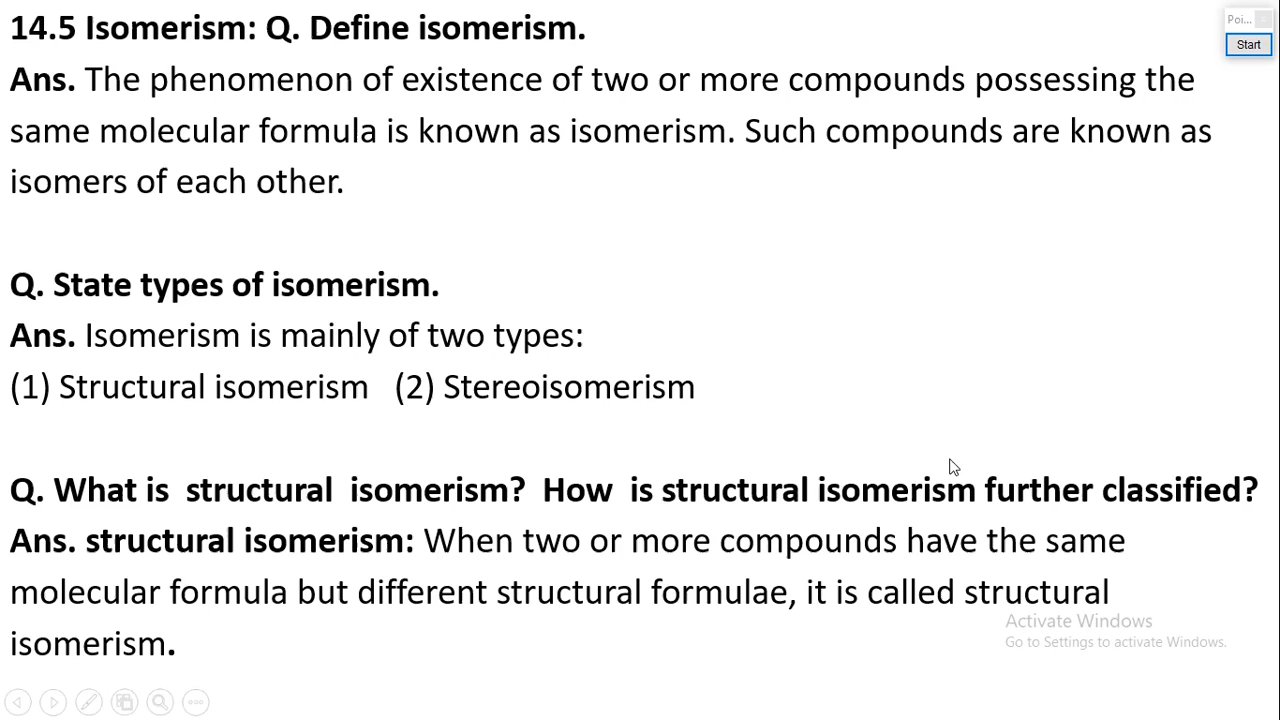 14.5 Isomerism: Q. Define isomerism.
Poi...
Start
Ans. The phenomenon of existence of two or more compounds possessing the
same molecular formula is known as isomerism. Such compounds are known as
isomers of each other.
Q. State types of isomerism.
Ans. Isomerism is mainly of two types:
(1) Structural isomerism (2) Stereoisomerism
Q. What is structural isomerism? How is structural isomerism further classified?
Ans. structural isomerism: When two or more compounds have the same
molecular formula but different structural formulae, it is called structural
isomerism.
Activate Windows
Go to Settings to activate Windows.